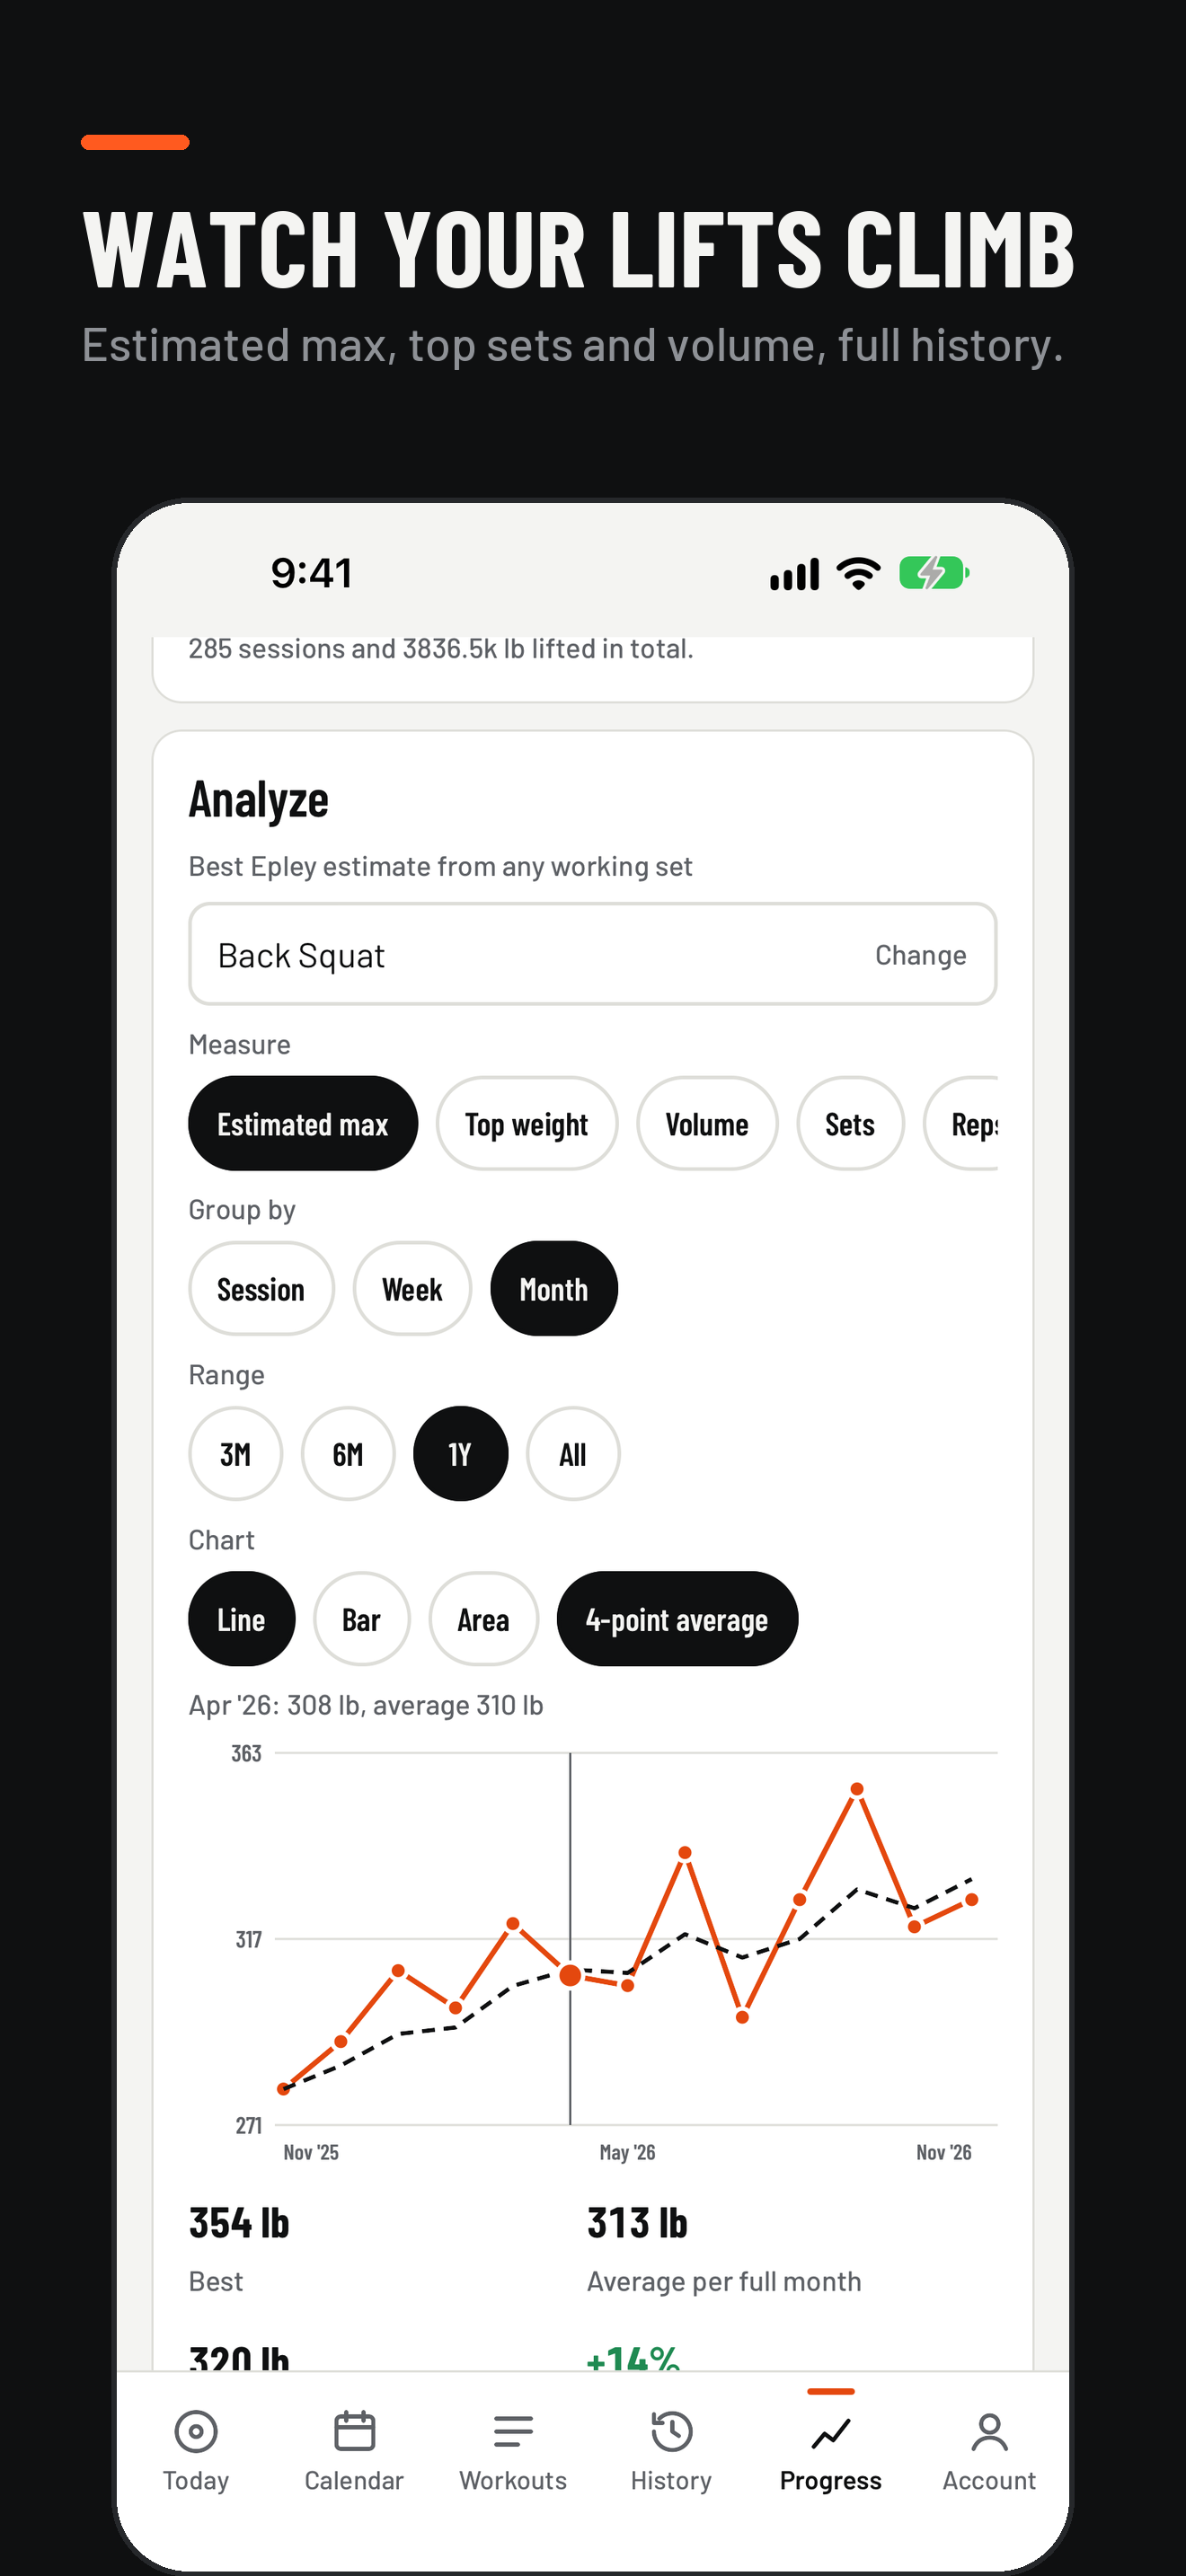 WATCH YOUR LIFTS CLIMB
Estimated max, top sets and volume, full history.
9:41
285 sessions and 3836.5k lb lifted in total.
Analyze
Best Epley estimate from any working set
Back Squat Change
Measure
Estimated max Top weight Volume Sets Reps
Group by
Session Week Month
Range
3M 6M 1Y All
Chart
Line Bar Area 4-point average
Apr '26: 308 lb, average 310 lb
363
317
271
Nov '25 May '26 Nov '26
354 lb 313 lb
Best Average per full month
320 lb +14%
Today Calendar Workouts History Progress Account